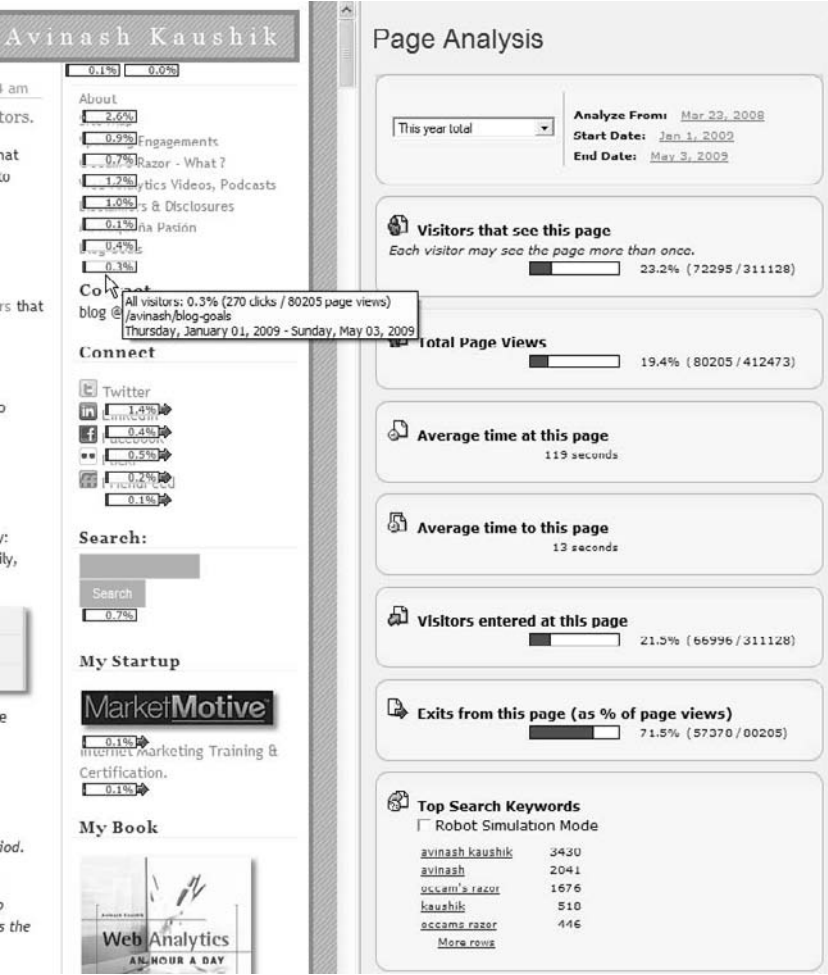 Avinash Kaushik
0.1% 0.0%
am
tors.
hat
to
rs that
o
y:
ily,
e
iod.
o
s the
About
2.6%
0.9% Engagements
0.7% Razor - What ?
1.2% ytics Videos, Podcasts
1.0% rs & Disclosures
0.1% ña Pasión
0.4%
0.3%
Co
blog @
All visitors: 0.3% (270 clicks / 80205 page views)
/avinash/blog-goals
Thursday, January 01, 2009 - Sunday, May 03, 2009
Connect
Twitter
1.4%
LinkedIn
0.4%
Facebook
0.5%
0.2%
FriendFeed
0.1%
Search:
Search
0.7%
My Startup
MarketMotive
0.1%
Internet Marketing Training &
Certification.
0.1%
My Book
Web Analytics
AN HOUR A DAY
Page Analysis
This year total
Analyze From: Mar 23, 2008
Start Date: Jan 1, 2009
End Date: May 3, 2009
Visitors that see this page
Each visitor may see the page more than once.
23.2% (72295/311128)
Total Page Views
19.4% (80205/412473)
Average time at this page
119 seconds
Average time to this page
13 seconds
Visitors entered at this page
21.5% (66996/311128)
Exits from this page (as % of page views)
71.5% (57370/80205)
Top Search Keywords
Robot Simulation Mode
avinash kaushik 3430
avinash 2041
occam's razor 1676
kaushik 510
occams razor 446
More rows